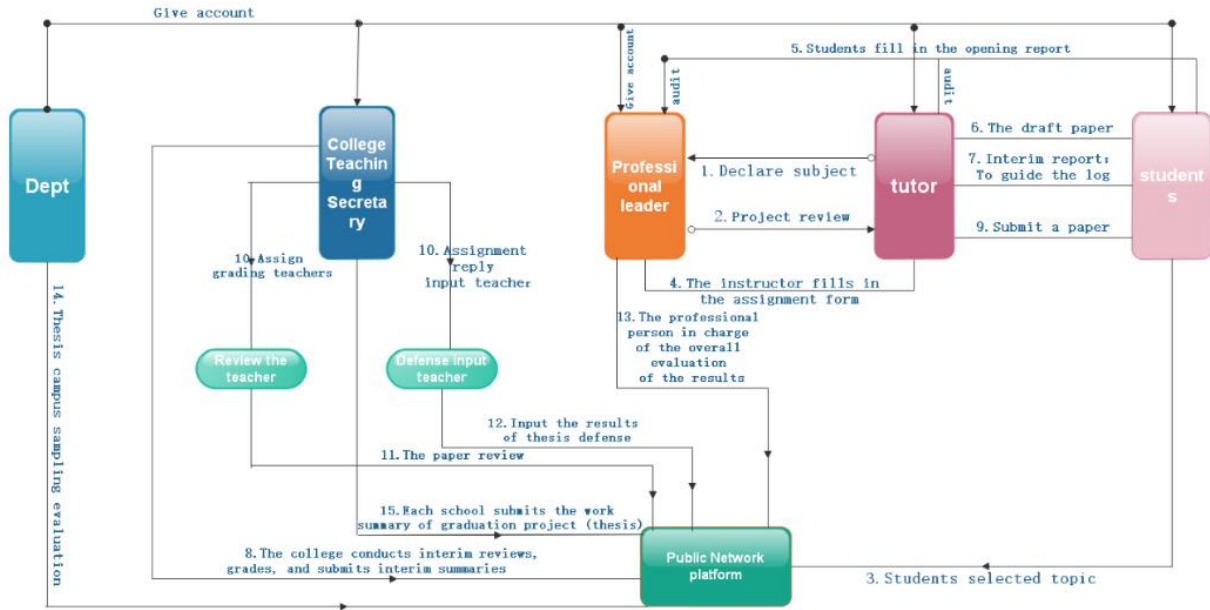 Give account
5.Students fill in the opening report
Give account
audit
audit
Dept
College
Teachin
g
Secreta
ry
Professi
onal
leader
tutor
student
s
1.Declare subject
2.Project review
6.The draft paper
7.Interim report;
To guide the log
9.Submit a paper
10.Assign
grading teachers
10.Assignment
reply
input teacher
4.The instructor fills in
the assignment form
13.The professional
person in charge
of the overall
evaluation
of the results
14.Thesis campus sampling evaluation
Review the
teacher
Defense input
teacher
12.Input the results
of thesis defense
11.The paper review
15.Each school submits the work
summary of graduation project (thesis)
8.The college conducts interim reviews,
grades, and submits interim summaries
Public Network
platform
3.Students selected topic